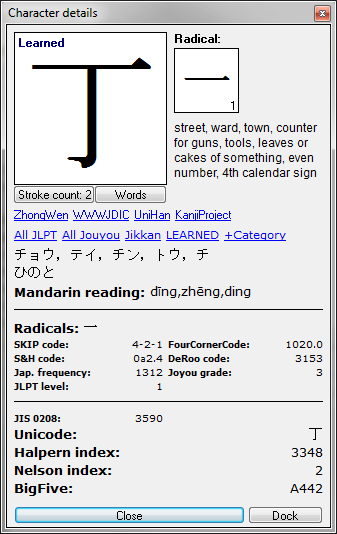 Character details
Learned
丁
Radical:
一
1
street, ward, town, counter
for guns, tools, leaves or
cakes of something, even
number, 4th calendar sign
Stroke count: 2 Words
ZhongWen WWWJDIC UniHan KanjiProject
All JLPT All Jouyou Jikkan LEARNED +Category
チョウ, テイ, チン, トウ, チ
ひのと
Mandarin reading: dīng,zhēng,ding
Radicals: 一
SKIP code: 4-2-1 FourCornerCode: 1020.0
S&H code: 0a2.4 DeRoo code: 3153
Jap. frequency: 1312 Joyou grade: 3
JLPT level: 1
JIS 0208: 3590
Unicode: 丁
Halpern index: 3348
Nelson index: 2
BigFive: A442
Close Dock